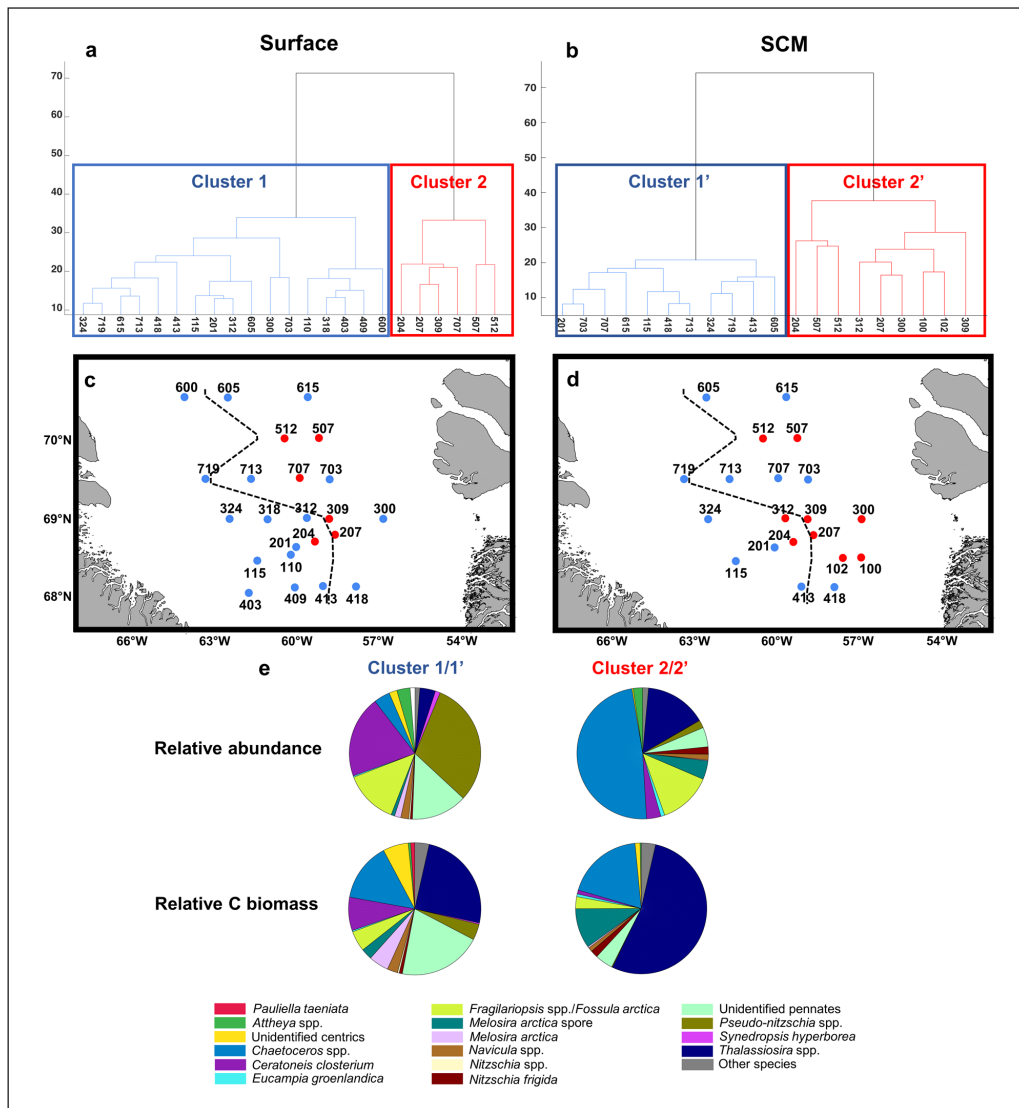 a Surface
b SCM
70
60
50
40
30
20
10
Cluster 1
Cluster 2
324 719 615 713 418 413 115 201 312 605 300 703 110 318 403 409 600 204 207 309 707 507 512
70
60
50
40
30
20
10
Cluster 1’
Cluster 2’
201 703 707 615 115 418 713 324 719 413 605 204 507 512 312 207 300 100 102 309
c
600 605 615
512 507
70°N
719 713 707 703
69°N
324 318 312 309 300
204 207
201
115 110
68°N
403 409 413 418
66°W 63°W 60°W 57°W 54°W
d
605 615
512 507
719 713 707 703
324 312 309 300
204 207
201
115 102 100
413 418
66°W 63°W 60°W 57°W 54°W
e Cluster 1/1’ Cluster 2/2’
Relative abundance
Relative C biomass
Pauliella taeniata
Attheya spp.
Unidentified centrics
Chaetoceros spp.
Ceratoneis closterium
Eucampia groenlandica
Fragilariopsis spp./Fossula arctica
Melosira arctica spore
Melosira arctica
Navicula spp.
Nitzschia spp.
Nitzschia frigida
Unidentified pennates
Pseudo-nitzschia spp.
Synedropsis hyperborea
Thalassiosira spp.
Other species